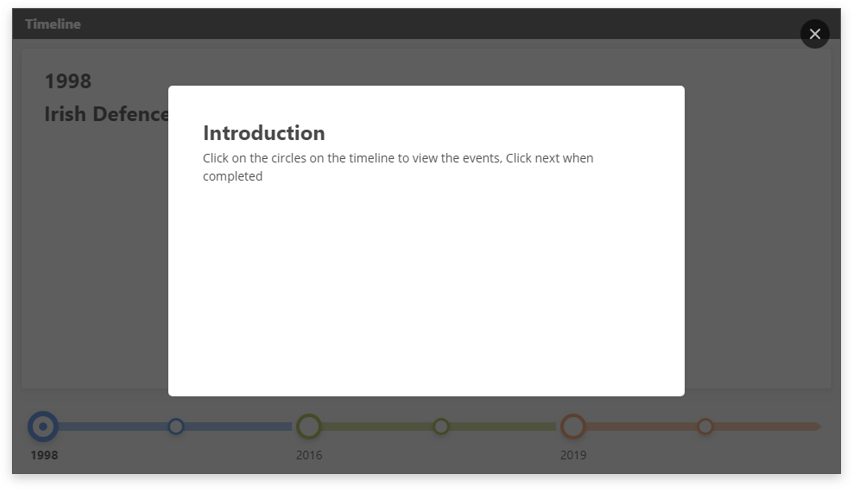 Timeline
1998
Irish Defence
Introduction
Click on the circles on the timeline to view the events, Click next when
completed
1998
2016
2019